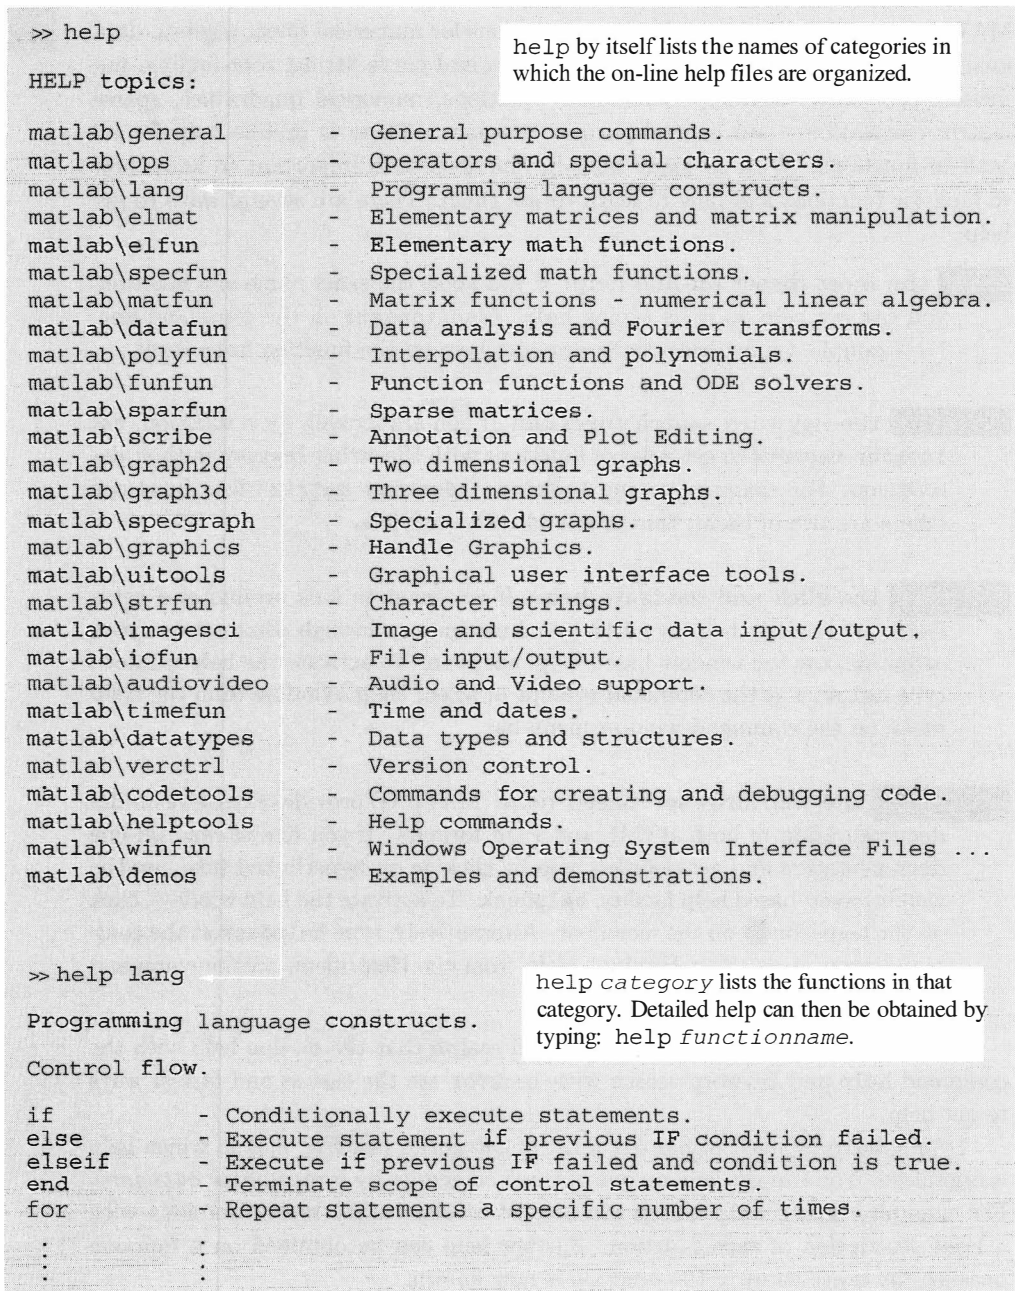 >> help
help by itself lists the names of categories in
which the on-line help files are organized.
HELP topics:
matlab\general - General purpose commands.
matlab\ops - Operators and special characters.
matlab\lang - Programming language constructs.
matlab\elmat - Elementary matrices and matrix manipulation.
matlab\elfun - Elementary math functions.
matlab\specfun - Specialized math functions.
matlab\matfun - Matrix functions - numerical linear algebra.
matlab\datafun - Data analysis and Fourier transforms.
matlab\polyfun - Interpolation and polynomials.
matlab\funfun - Function functions and ODE solvers.
matlab\sparfun - Sparse matrices.
matlab\scribe - Annotation and Plot Editing.
matlab\graph2d - Two dimensional graphs.
matlab\graph3d - Three dimensional graphs.
matlab\specgraph - Specialized graphs.
matlab\graphics - Handle Graphics.
matlab\uitools - Graphical user interface tools.
matlab\strfun - Character strings.
matlab\imagesci - Image and scientific data input/output.
matlab\iofun - File input/output.
matlab\audiovideo - Audio and Video support.
matlab\timefun - Time and dates.
matlab\datatypes - Data types and structures.
matlab\verctrl - Version control.
matlab\codetools - Commands for creating and debugging code.
matlab\helptools - Help commands.
matlab\winfun - Windows Operating System Interface Files ...
matlab\demos - Examples and demonstrations.
>> help lang
help category lists the functions in that
category. Detailed help can then be obtained by
typing: help functionname.
Programming language constructs.
Control flow.
if - Conditionally execute statements.
else - Execute statement if previous IF condition failed.
elseif - Execute if previous IF failed and condition is true.
end - Terminate scope of control statements.
for - Repeat statements a specific number of times.